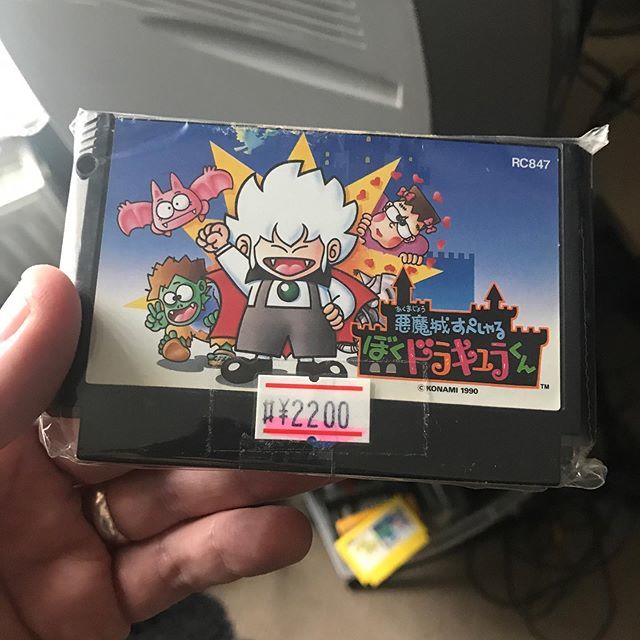 RC847
あくまじょう
悪魔城すぺしゃる
ぼくドラキュラくん
TM
© KONAMI 1990
¥2200